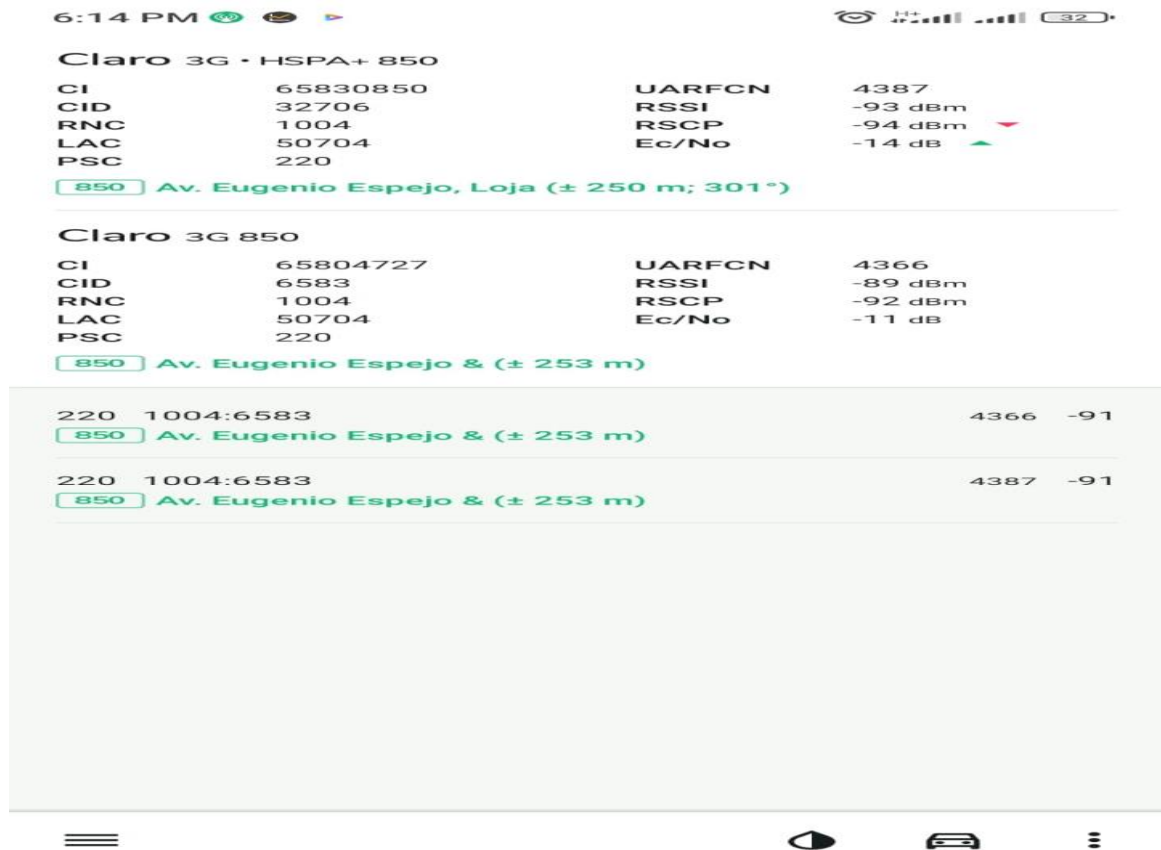 6:14 PM H+ 32
Claro 3G • HSPA+ 850
CI 65830850 UARFCN 4387
CID 32706 RSSI -93 dBm
RNC 1004 RSCP -94 dBm
LAC 50704 Ec/No -14 dB
PSC 220
850 Av. Eugenio Espejo, Loja (± 250 m; 301°)
Claro 3G 850
CI 65804727 UARFCN 4366
CID 6583 RSSI -89 dBm
RNC 1004 RSCP -92 dBm
LAC 50704 Ec/No -11 dB
PSC 220
850 Av. Eugenio Espejo & (± 253 m)
220 1004:6583 4366 -91
850 Av. Eugenio Espejo & (± 253 m)
220 1004:6583 4387 -91
850 Av. Eugenio Espejo & (± 253 m)